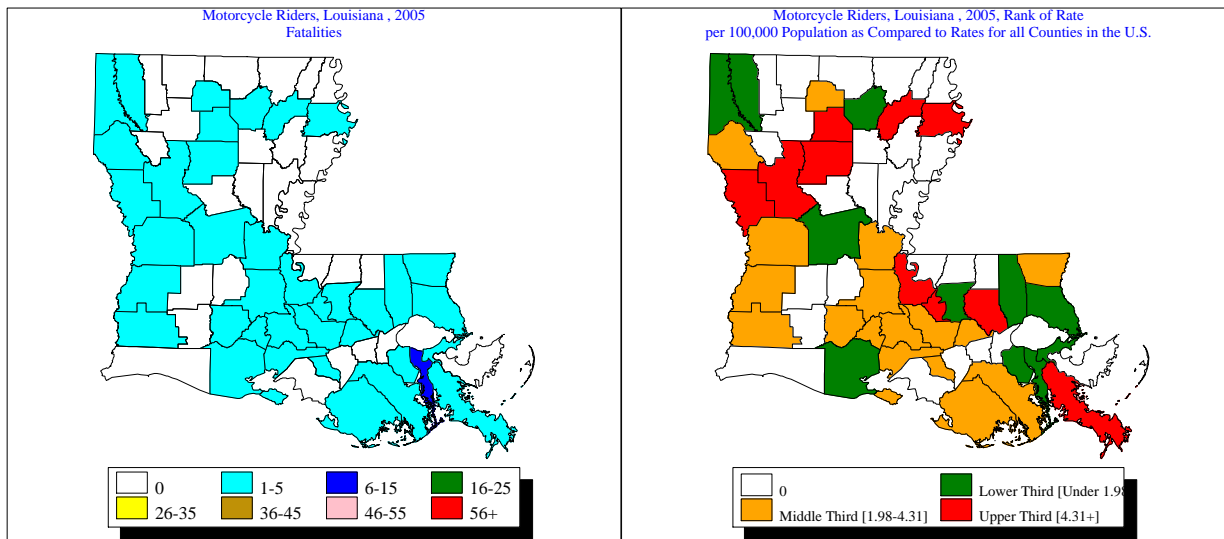 Motorcycle Riders, Louisiana , 2005
Fatalities
0
1-5
6-15
16-25
26-35
36-45
46-55
56+
Motorcycle Riders, Louisiana , 2005, Rank of Rate
per 100,000 Population as Compared to Rates for all Counties in the U.S.
0
Lower Third [Under 1.98
Middle Third [1.98-4.31]
Upper Third [4.31+]